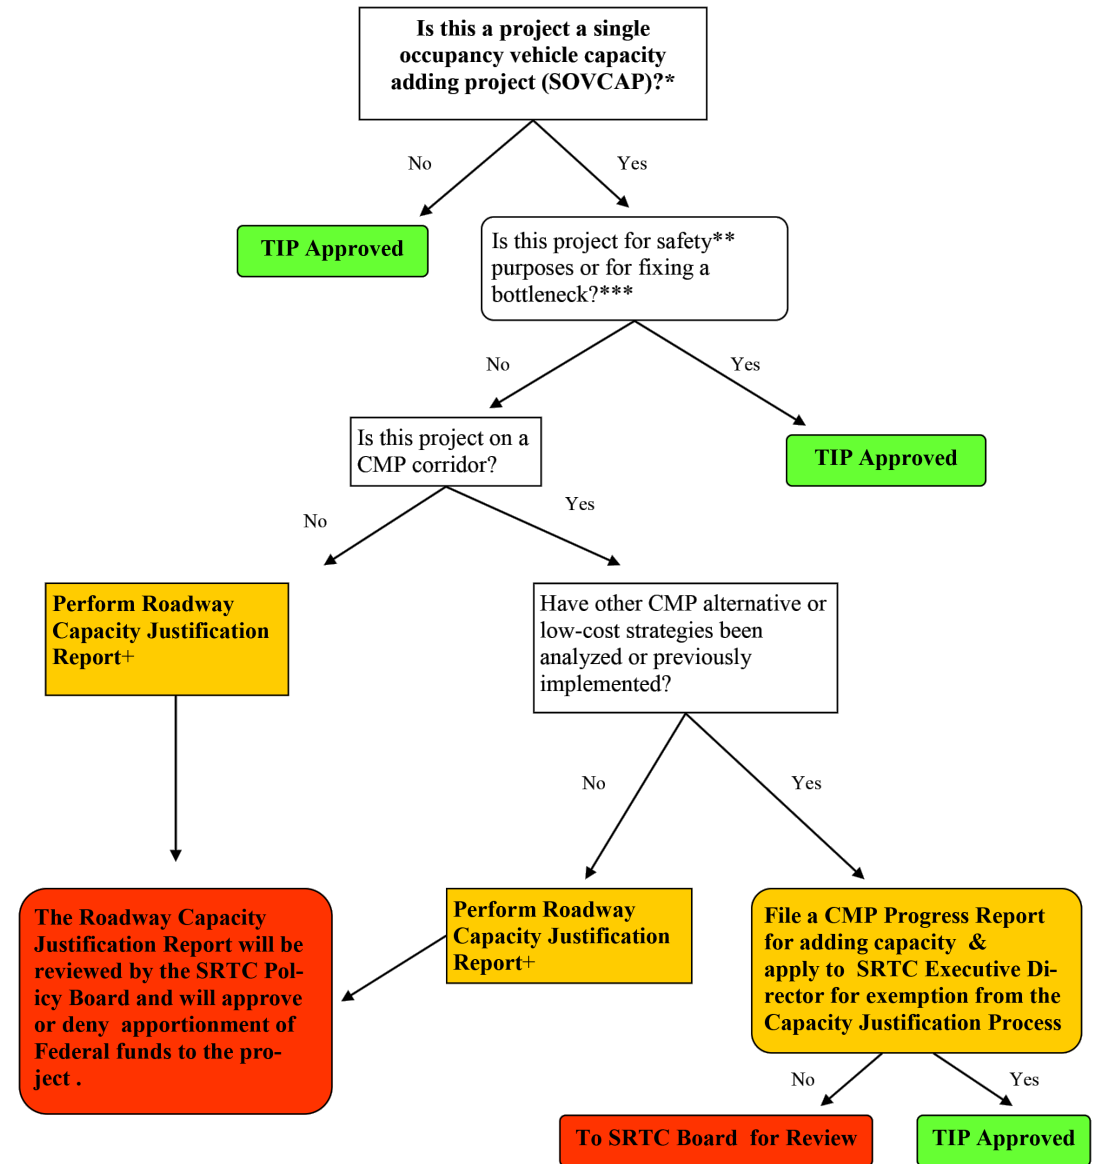 Is this a project a single
occupancy vehicle capacity
adding project (SOVCAP)?*
No
Yes
TIP Approved
Is this project for safety**
purposes or for fixing a
bottleneck?***
No
Yes
Is this project on a
CMP corridor?
TIP Approved
No
Yes
Perform Roadway
Capacity Justification
Report+
Have other CMP alternative or
low-cost strategies been
analyzed or previously
implemented?
No
Yes
The Roadway Capacity
Justification Report will be
reviewed by the SRTC Pol-
icy Board and will approve
or deny apportionment of
Federal funds to the pro-
ject .
Perform Roadway
Capacity Justification
Report+
File a CMP Progress Report
for adding capacity &
apply to SRTC Executive Di-
rector for exemption from the
Capacity Justification Process
No
Yes
To SRTC Board for Review
TIP Approved